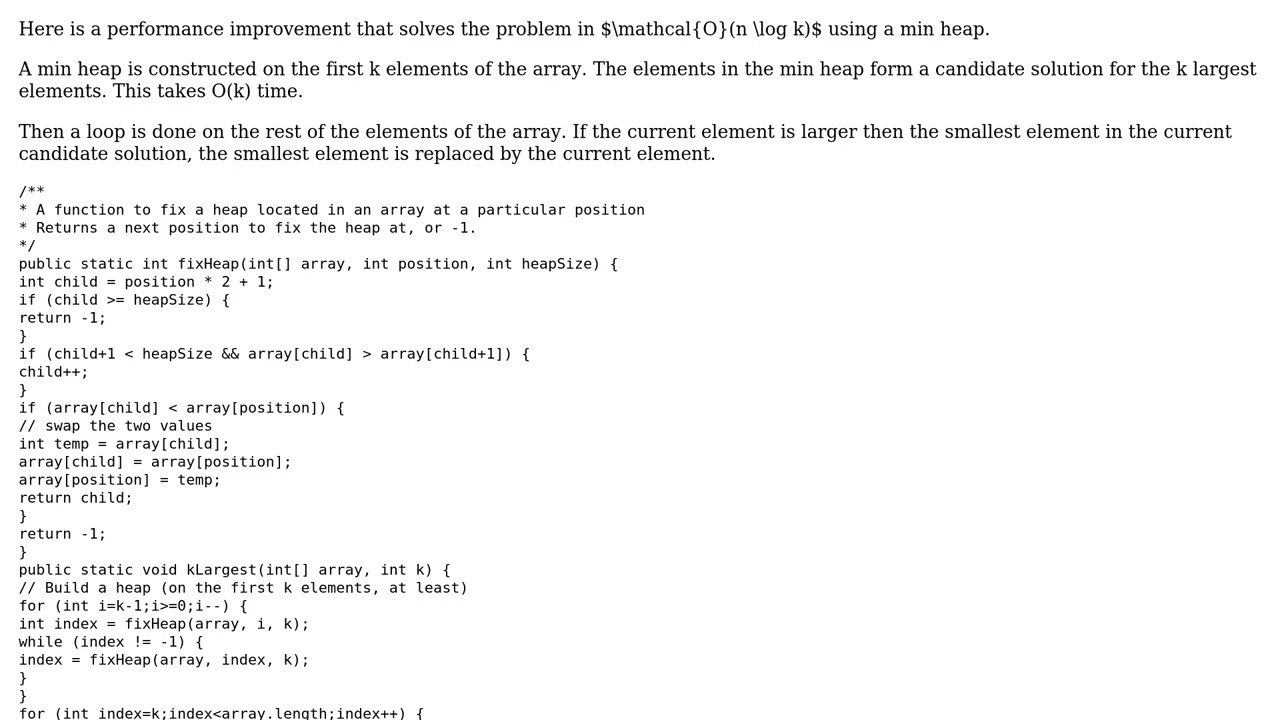 Here is a performance improvement that solves the problem in $\mathcal{O}(n \log k)$ using a min heap.
A min heap is constructed on the first k elements of the array. The elements in the min heap form a candidate solution for the k largest
elements. This takes O(k) time.
Then a loop is done on the rest of the elements of the array. If the current element is larger then the smallest element in the current
candidate solution, the smallest element is replaced by the current element.
/**
* A function to fix a heap located in an array at a particular position
* Returns a next position to fix the heap at, or -1.
*/
public static int fixHeap(int[] array, int position, int heapSize) {
int child = position * 2 + 1;
if (child >= heapSize) {
return -1;
}
if (child+1 < heapSize && array[child] > array[child+1]) {
child++;
}
if (array[child] < array[position]) {
// swap the two values
int temp = array[child];
array[child] = array[position];
array[position] = temp;
return child;
}
return -1;
}
public static void kLargest(int[] array, int k) {
// Build a heap (on the first k elements, at least)
for (int i=k-1;i>=0;i--) {
int index = fixHeap(array, i, k);
while (index != -1) {
index = fixHeap(array, index, k);
}
}
for (int index=k;index<array.length;index++) {